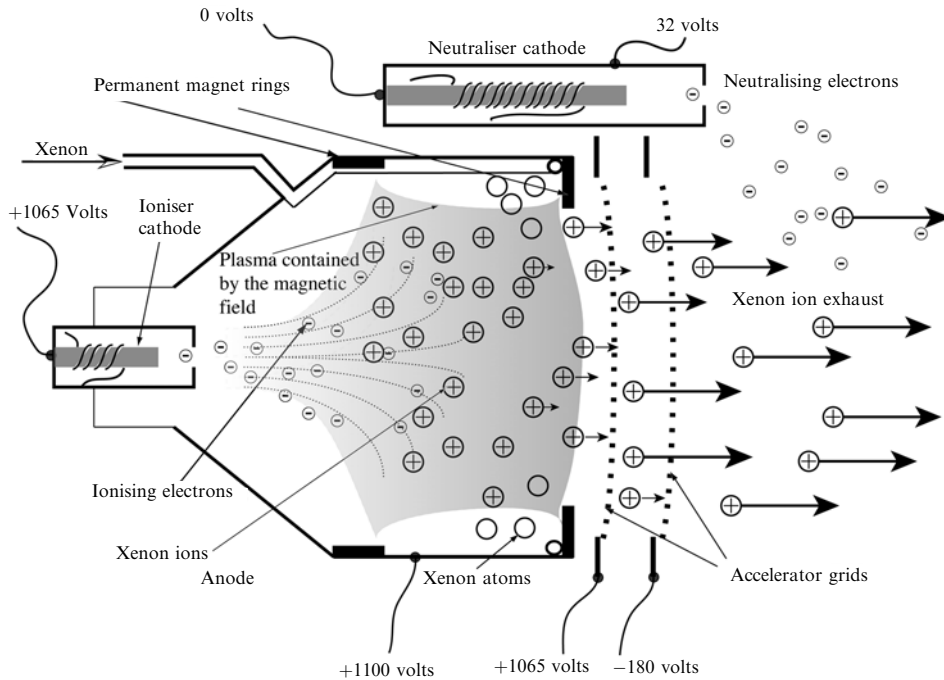 0 volts
32 volts
Neutraliser cathode
Neutralising electrons
Permanent magnet rings
Xenon
+1065 Volts
Ioniser
cathode
Plasma contained
by the magnetic
field
Xenon ion exhaust
Ionising electrons
Xenon ions
Anode
Xenon atoms
Accelerator grids
+1100 volts
+1065 volts
−180 volts